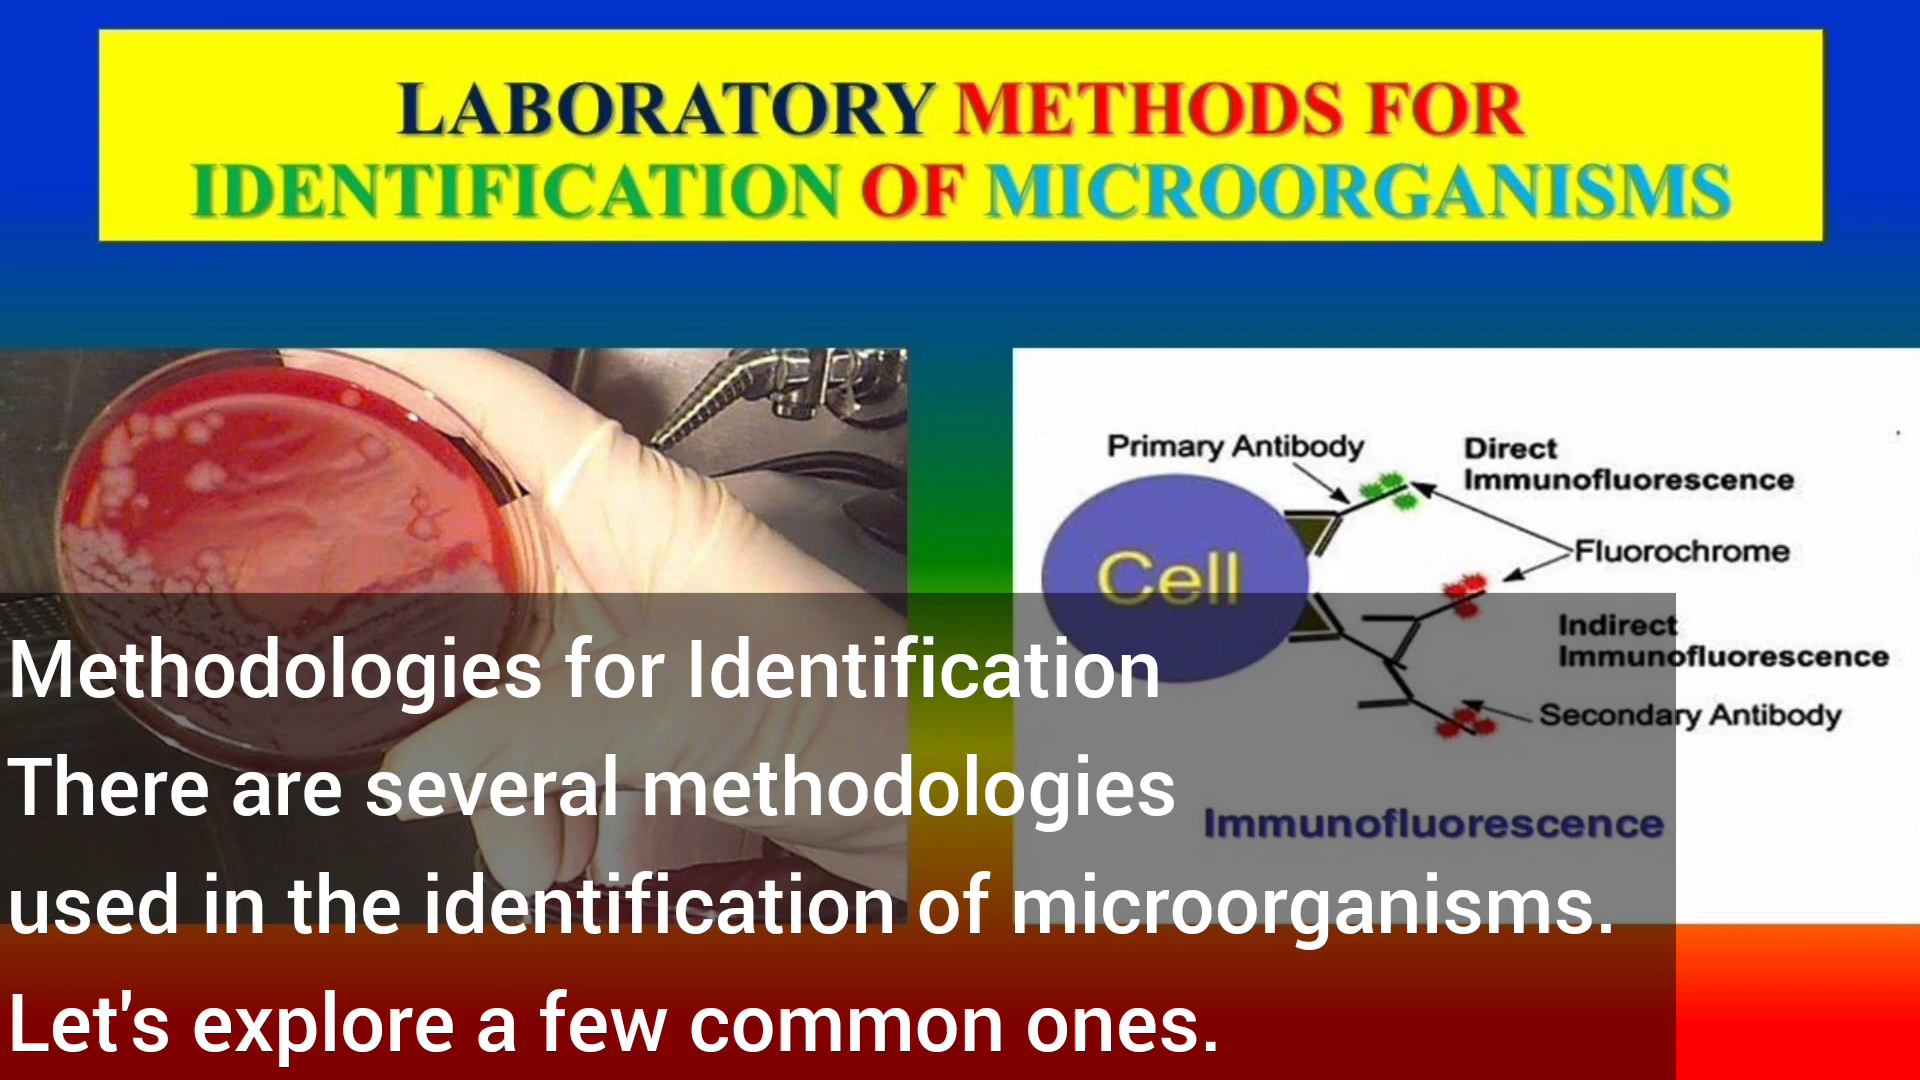 LABORATORY METHODS FOR
IDENTIFICATION OF MICROORGANISMS
Primary Antibody
Direct
Immunofluorescence
Fluorochrome
Cell
Indirect
Immunofluorescence
Secondary Antibody
Immunofluorescence
Methodologies for Identification
There are several methodologies
used in the identification of microorganisms.
Let's explore a few common ones.